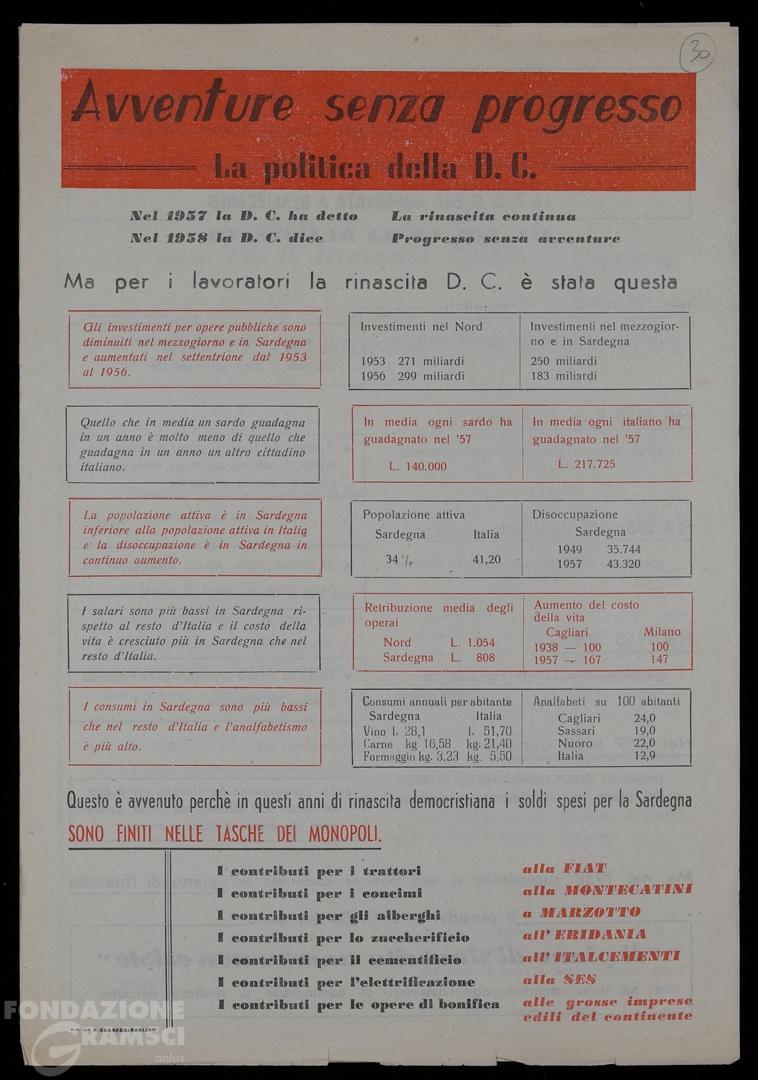 30
Avventure senza progresso
La politica della D. C.
Nel 1957 la D. C. ha detto La rinascita continua
Nel 1958 la D. C. dice Progresso senza avventure
Ma per i lavoratori la rinascita D. C. è stata questa
Gli investimenti per opere pubbliche sono
diminuiti nel mezzogiorno e in Sardegna
e aumentati nel settentrione dal 1953
al 1956.
Investimenti nel Nord
1953 271 miliardi
1956 299 miliardi
Investimenti nel mezzogior-
no e in Sardegna
250 miliardi
183 miliardi
Quello che in media un sardo guadagna
in un anno è molto meno di quello che
guadagna in un anno un altro cittadino
italiano.
In media ogni sardo ha
guadagnato nel '57
L. 140.000
In media ogni italiano ha
guadagnato nel '57
L. 217.725
La popolazione attiva è in Sardegna
inferiore alla popolazione attiva in Italia
e la disoccupazione è in Sardegna in
continuo aumento.
Popolazione attiva
Sardegna Italia
34 % 41,20
Disoccupazione
Sardegna
1949 35.744
1957 43.320
I salari sono più bassi in Sardegna ri-
spetto al resto d'Italia e il costo della
vita è cresciuto più in Sardegna che nel
resto d'Italia.
Retribuzione media degli
operai
Nord L. 1.054
Sardegna L. 808
Aumento del costo
della vita
Cagliari Milano
1938 — 100 100
1957 — 167 147
I consumi in Sardegna sono più bassi
che nel resto d'Italia e l'analfabetismo
è più alto.
Consumi annuali per abitante
Sardegna Italia
Vino l. 28,1 l. 51,70
Carne kg 16,58 kg. 21,40
Formaggio kg. 3,23 kg. 5,50
Analfabeti su 100 abitanti
Cagliari 24,0
Sassari 19,0
Nuoro 22,0
Italia 12,9
Questo è avvenuto perchè in questi anni di rinascita democristiana i soldi spesi per la Sardegna
SONO FINITI NELLE TASCHE DEI MONOPOLI.
I contributi per i trattori alla FIAT
I contributi per i concimi alla MONTECATINI
I contributi per gli alberghi a MARZOTTO
I contributi per lo zuccherificio all'ERIDANIA
I contributi per il cementificio all'ITALCEMENTI
I contributi per l'elettrificazione alla SES
I contributi per le opere di bonifica alle grosse imprese
edili del continente
FONDAZIONE
GRAMSCI
onlus